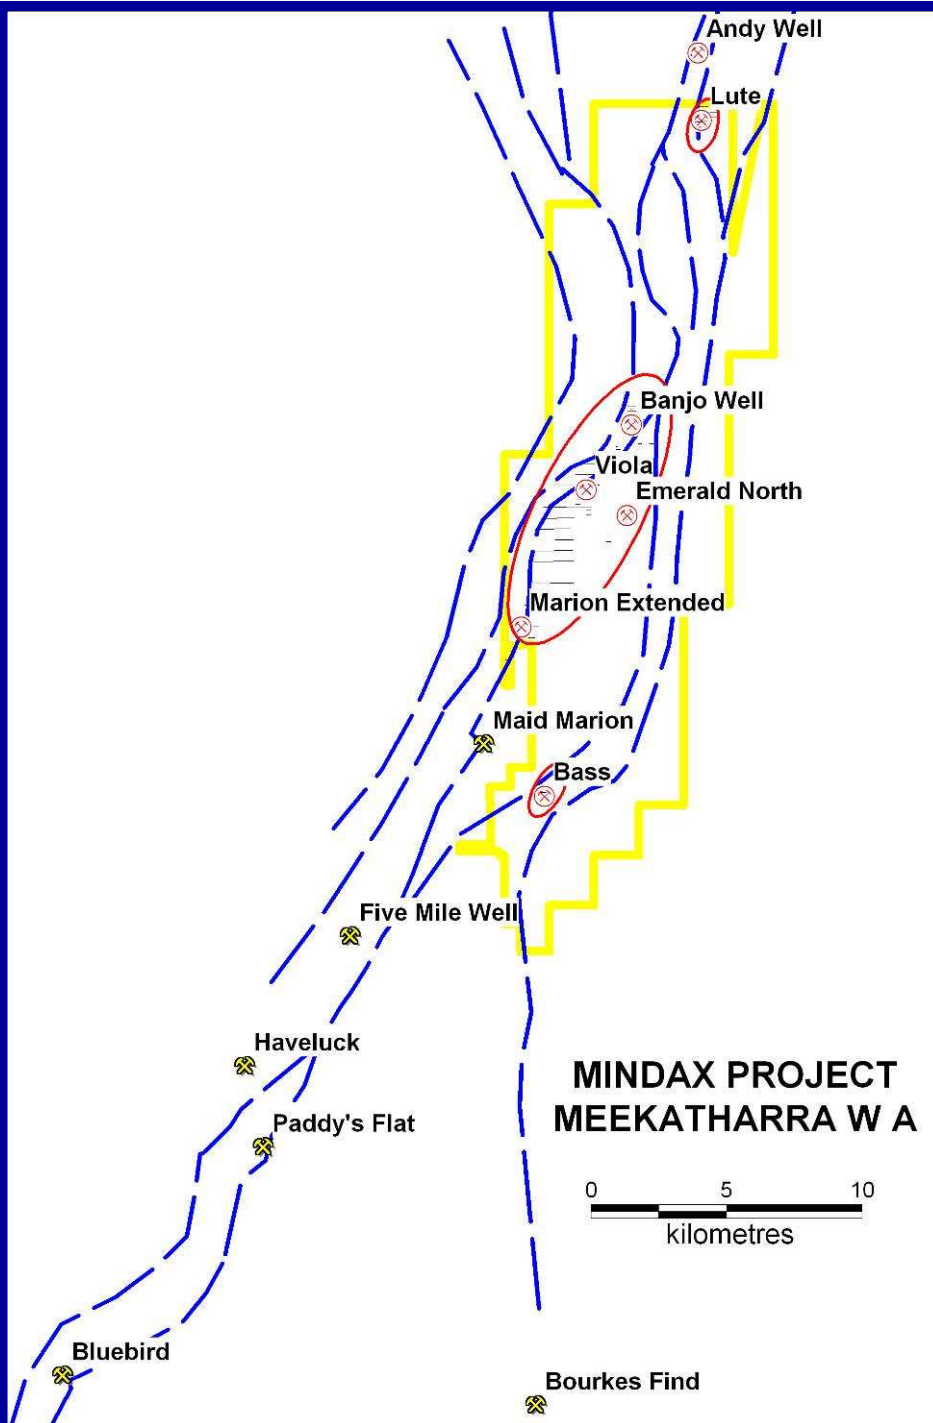 Andy Well
Lute
Banjo Well
Viola
Emerald North
Marion Extended
Maid Marion
Bass
Five Mile Well
Haveluck
MINDAX PROJECT
MEEKATHARRA W A
Paddy's Flat
0 5 10
kilometres
Bluebird
Bourkes Find